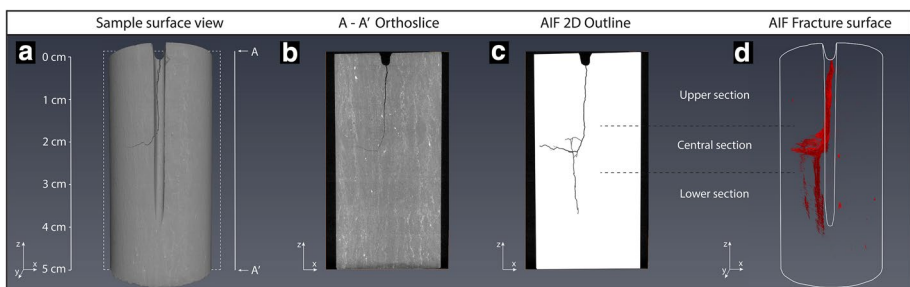 Sample surface view
A - A' Orthoslice
AIF 2D Outline
AIF Fracture surface
a
b
c
d
0 cm
1 cm
2 cm
3 cm
4 cm
5 cm
A
A'
Upper section
Central section
Lower section
z
x
y
z
x
z
x
z
x
y